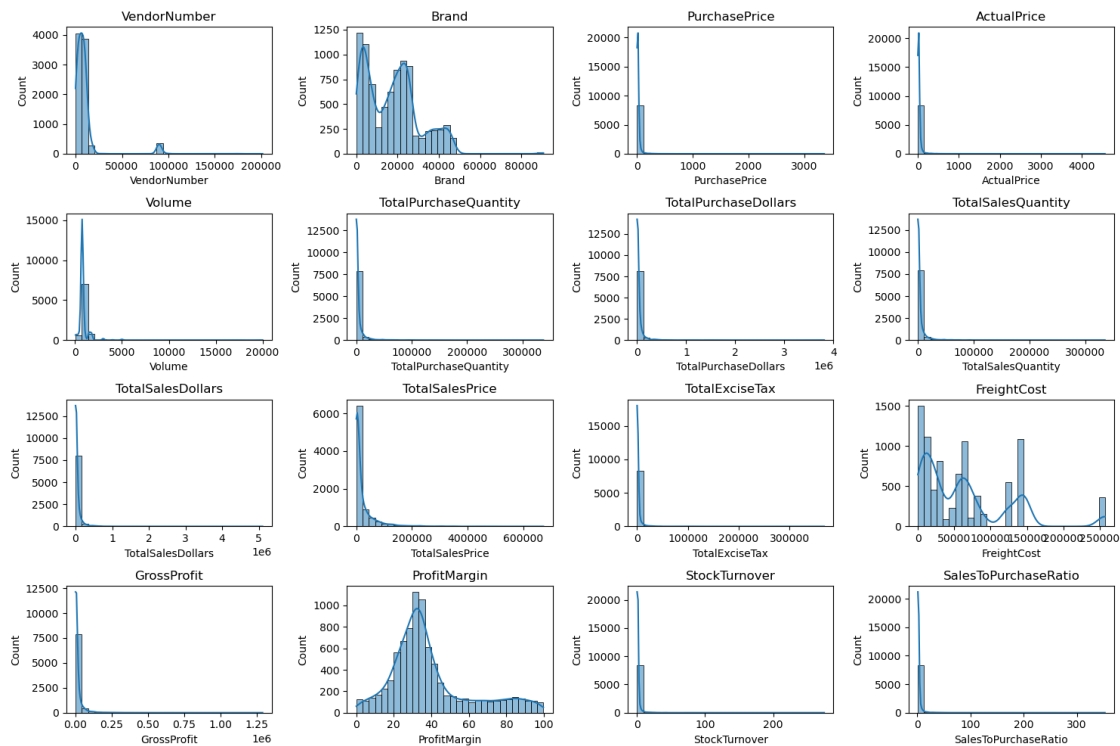 VendorNumber Brand PurchasePrice ActualPrice
4000 1250 20000 20000
3000 1000 15000 15000
2000 750 10000 10000
1000 500 5000 5000
0 250 0 0
0
Count Count Count Count
0 50000 100000 150000 200000 0 20000 40000 60000 80000 0 1000 2000 3000 0 1000 2000 3000 4000
VendorNumber Brand PurchasePrice ActualPrice
Volume TotalPurchaseQuantity TotalPurchaseDollars TotalSalesQuantity
15000 12500 15000 12500
10000 10000 10000 10000
5000 7500 5000 7500
0 5000 0 5000
2500 2500
0 0
Count Count Count Count
0 5000 10000 15000 20000 0 100000 200000 300000 0 1 2 3 4 0 100000 200000 300000
Volume TotalPurchaseQuantity TotalPurchaseDollars 1e6 TotalSalesQuantity
TotalSalesDollars TotalSalesPrice TotalExciseTax FreightCost
12500 6000 15000 1500
10000 4000 10000 1000
7500 2000 5000 500
5000 0 0 0
2500
0
Count Count Count Count
0 1 2 3 4 5 0 200000 400000 600000 0 100000 200000 300000 0 50000 100000 150000 200000 250000
TotalSalesDollars 1e6 TotalSalesPrice TotalExciseTax FreightCost
GrossProfit ProfitMargin StockTurnover SalesToPurchaseRatio
12500 1000 20000 20000
10000 800 15000 15000
7500 600 10000 10000
5000 400 5000 5000
2500 200 0 0
0 0
Count Count Count Count
0.00 0.25 0.50 0.75 1.00 1.25 0 20 40 60 80 100 0 100 200 0 100 200 300
GrossProfit 1e6 ProfitMargin StockTurnover SalesToPurchaseRatio